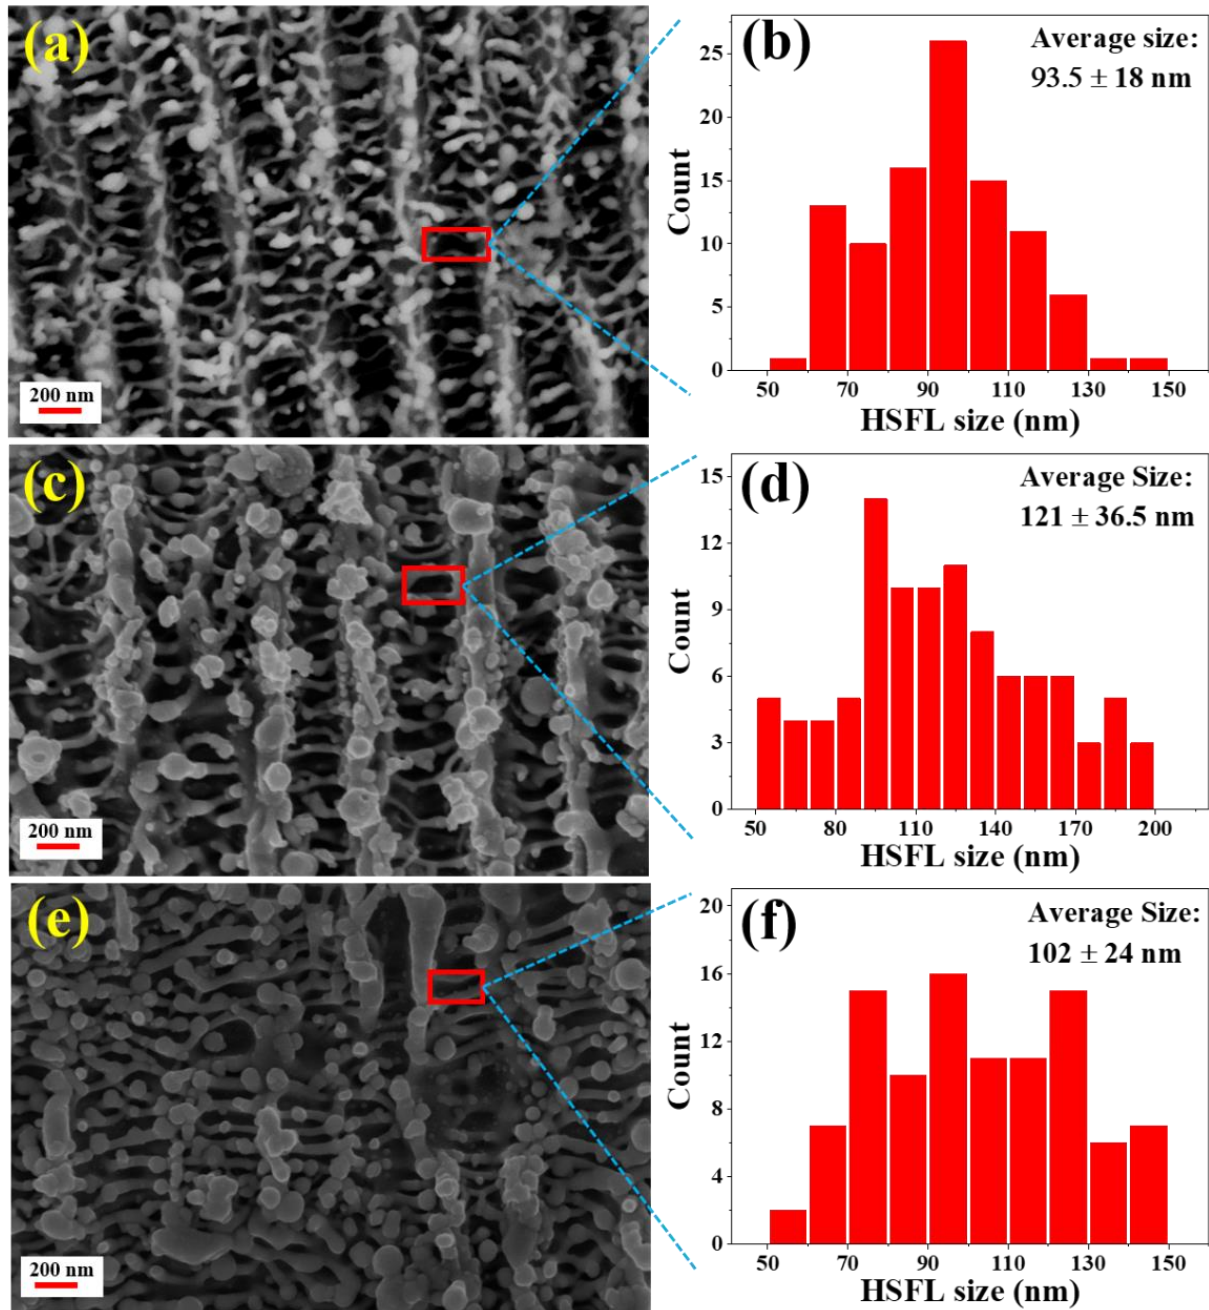 (a)
200 nm
(b)
Average size:
93.5 ± 18 nm
Count
25
20
15
10
5
0
50 70 90 110 130 150
HSFL size (nm)
(c)
200 nm
(d)
Average Size:
121 ± 36.5 nm
Count
15
12
9
6
3
0
50 80 110 140 170 200
HSFL size (nm)
(e)
200 nm
(f)
Average Size:
102 ± 24 nm
Count
20
16
12
8
4
0
50 70 90 110 130 150
HSFL size (nm)